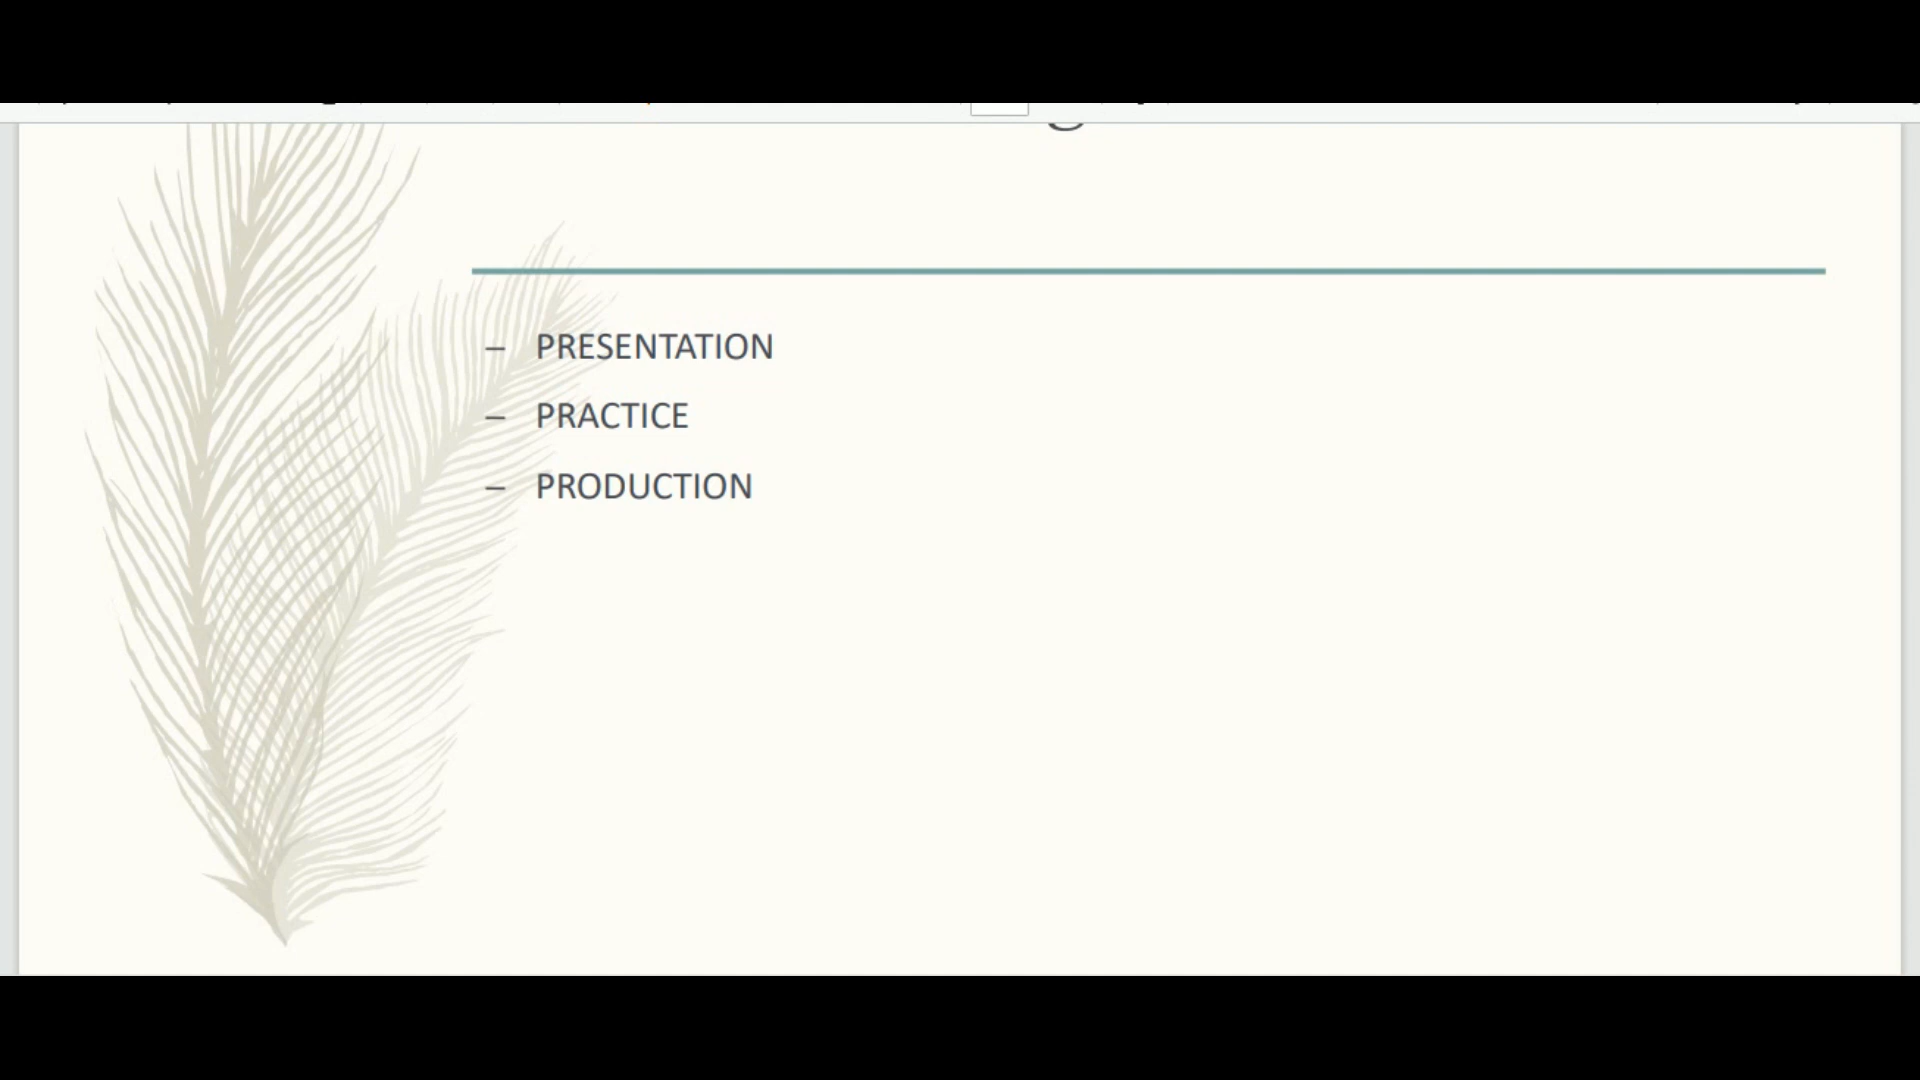 – PRESENTATION
– PRACTICE
– PRODUCTION